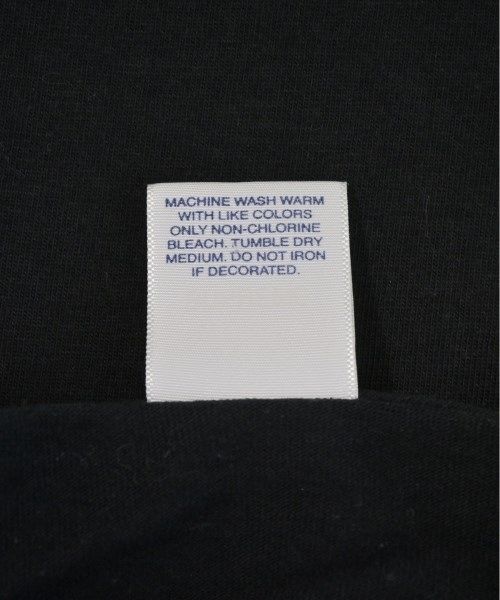 MACHINE WASH WARM
WITH LIKE COLORS
ONLY NON-CHLORINE
BLEACH. TUMBLE DRY
MEDIUM. DO NOT IRON
IF DECORATED.